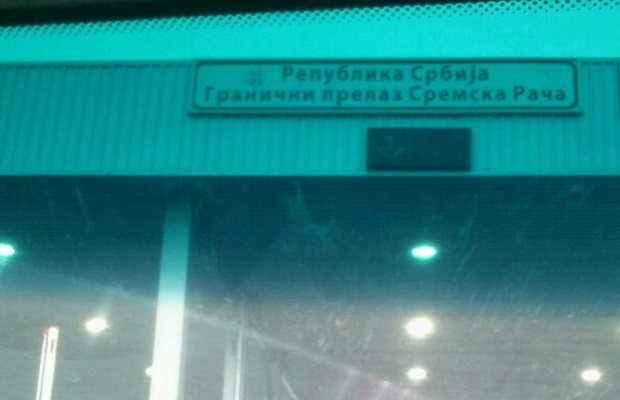 Република Србија
Гранични прелаз Сремска Рача